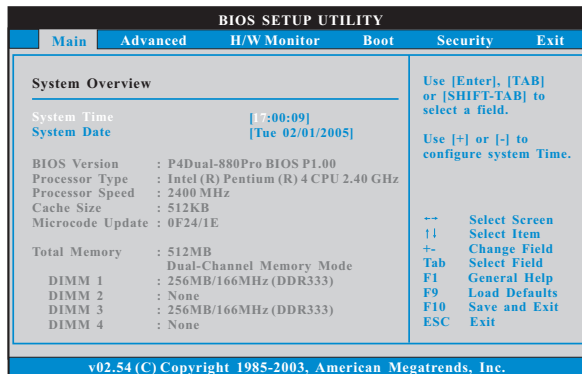 BIOS SETUP UTILITY
Main Advanced H/W Monitor Boot Security Exit
System Overview
System Time [17:00:09]
System Date [Tue 02/01/2005]
BIOS Version : P4Dual-880Pro BIOS P1.00
Processor Type : Intel (R) Pentium (R) 4 CPU 2.40 GHz
Processor Speed : 2400 MHz
Cache Size : 512KB
Microcode Update : 0F24/1E
Total Memory : 512MB
Dual-Channel Memory Mode
DIMM 1 : 256MB/166MHz (DDR333)
DIMM 2 : None
DIMM 3 : 256MB/166MHz (DDR333)
DIMM 4 : None
Use [Enter], [TAB]
or [SHIFT-TAB] to
select a field.
Use [+] or [-] to
configure system Time.
←→ Select Screen
↑↓ Select Item
+- Change Field
Tab Select Field
F1 General Help
F9 Load Defaults
F10 Save and Exit
ESC Exit
v02.54 (C) Copyright 1985-2003, American Megatrends, Inc.